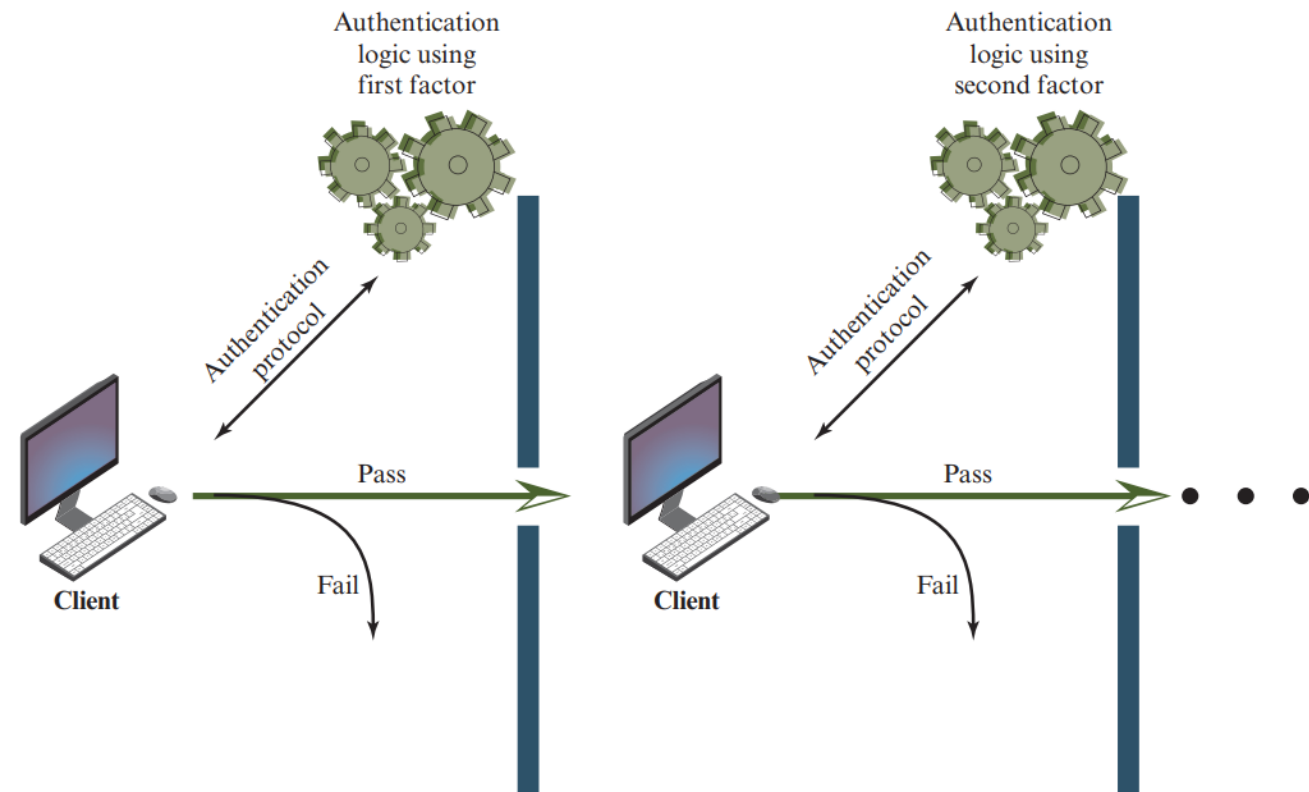 Authentication
logic using
first factor
Authentication
protocol
Pass
Fail
Client
Authentication
logic using
second factor
Authentication
protocol
Pass
Fail
Client